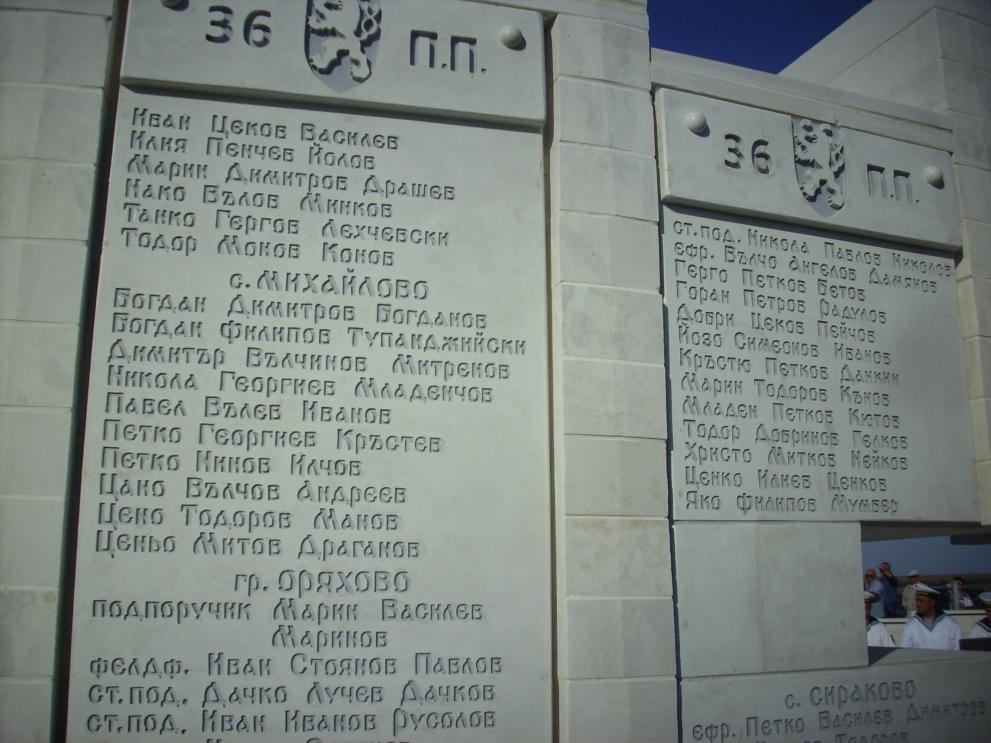 36 П.П.
Иван Цеков Василев
Илия Пенчев Йолов
Марин Димитров Драшев
Нако Вълов Минков
Танко Гергов Лехчевски
Тодор Монов Конов
с. МИХАЙЛОВО
Богдан Димитров Богданов
Богдан Филипов Тупанджийски
Димитър Вълчинов Митренов
Никола Георгиев Младенчов
Павел Вълев Иванов
Петко Георгиев Кръстев
Петко Нинов Илчов
Цано Вълчов Андреев
Цено Тодоров Манов
Ценьо Митов Драганов
гр. ОРЯХОВО
подпоручик Марин Василев
Маринов
фелдф. Иван Стоянов Павлов
ст.под. Дачко Лучев Дачков
ст.под. Иван Иванов Русолов
36 П.П.
ст.под. Никола Павлов Николов
ефр. Вълчо Ангелов Дамянов
Герго Петков Бетов
Горан Петров Радулов
Добри Цеков Пейчов
Йозо Симеонов Иванов
Кръстю Петков Данкин
Марин Тодоров Кънов
Младен Петков Кютов
Тодор Добринов Гелков
Христо Митков Нейков
Ценко Илиев Ценков
Яко Филипов Мумбер
с. СИРАКОВО
ефр. Петко Василев Димитров